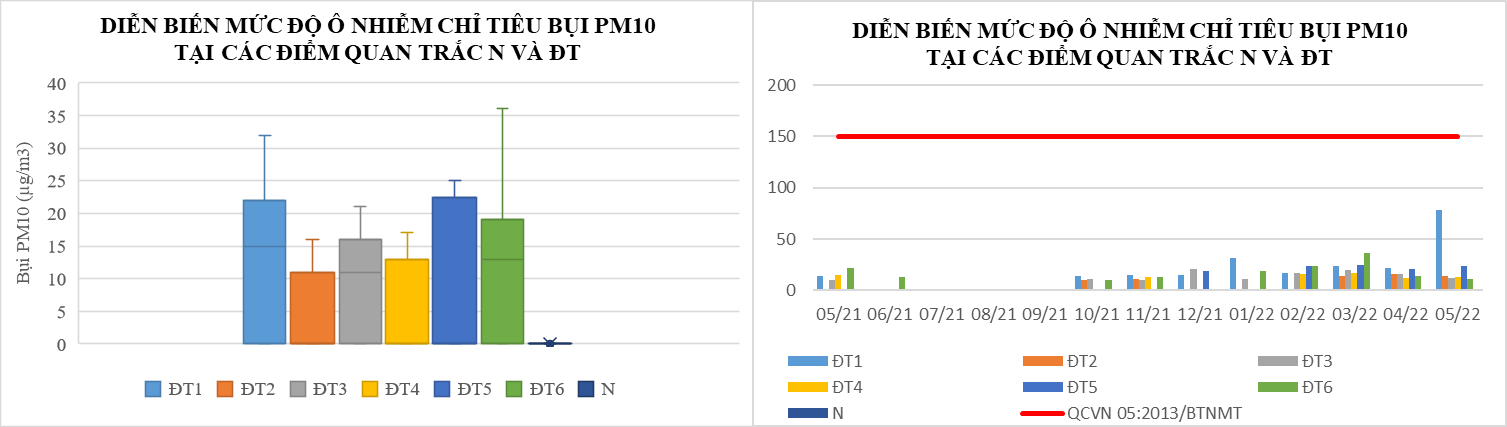 DIỄN BIẾN MỨC ĐỘ Ô NHIỄM CHỈ TIÊU BỤI PM10
TẠI CÁC ĐIỂM QUAN TRẮC N VÀ ĐT
Bụi PM10 (µg/m3)
40
35
30
25
20
15
10
5
0
ĐT1 ĐT2 ĐT3 ĐT4 ĐT5 ĐT6 N
DIỄN BIẾN MỨC ĐỘ Ô NHIỄM CHỈ TIÊU BỤI PM10
TẠI CÁC ĐIỂM QUAN TRẮC N VÀ ĐT
200
150
100
50
0
05/21 06/21 07/21 08/21 09/21 10/21 11/21 12/21 01/22 02/22 03/22 04/22 05/22
ĐT1 ĐT2 ĐT3
ĐT4 ĐT5 ĐT6
N QCVN 05:2013/BTNMT